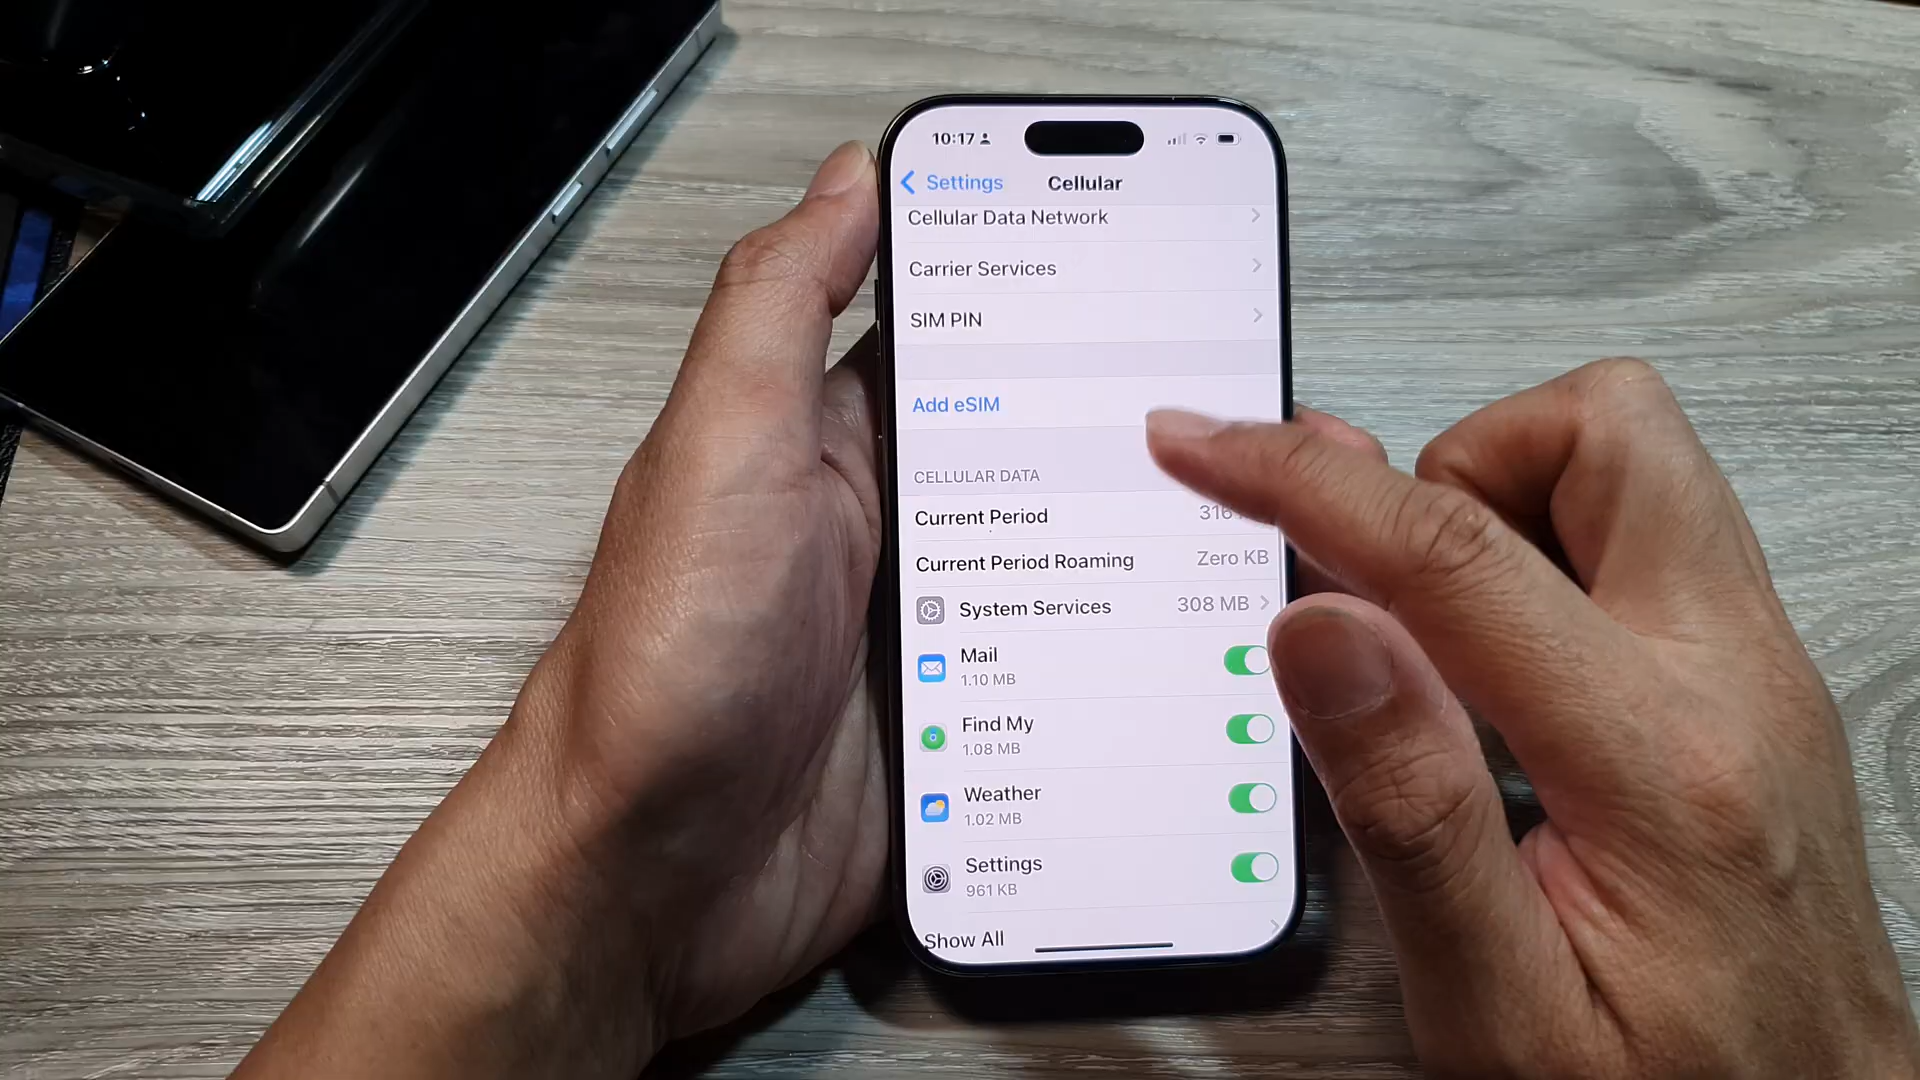 10:17
Settings
Cellular
Cellular Data Network
Carrier Services
SIM PIN
Add eSIM
CELLULAR DATA
Current Period 316
Current Period Roaming Zero KB
System Services 308 MB
Mail
1.10 MB
Find My
1.08 MB
Weather
1.02 MB
Settings
961 KB
Show All